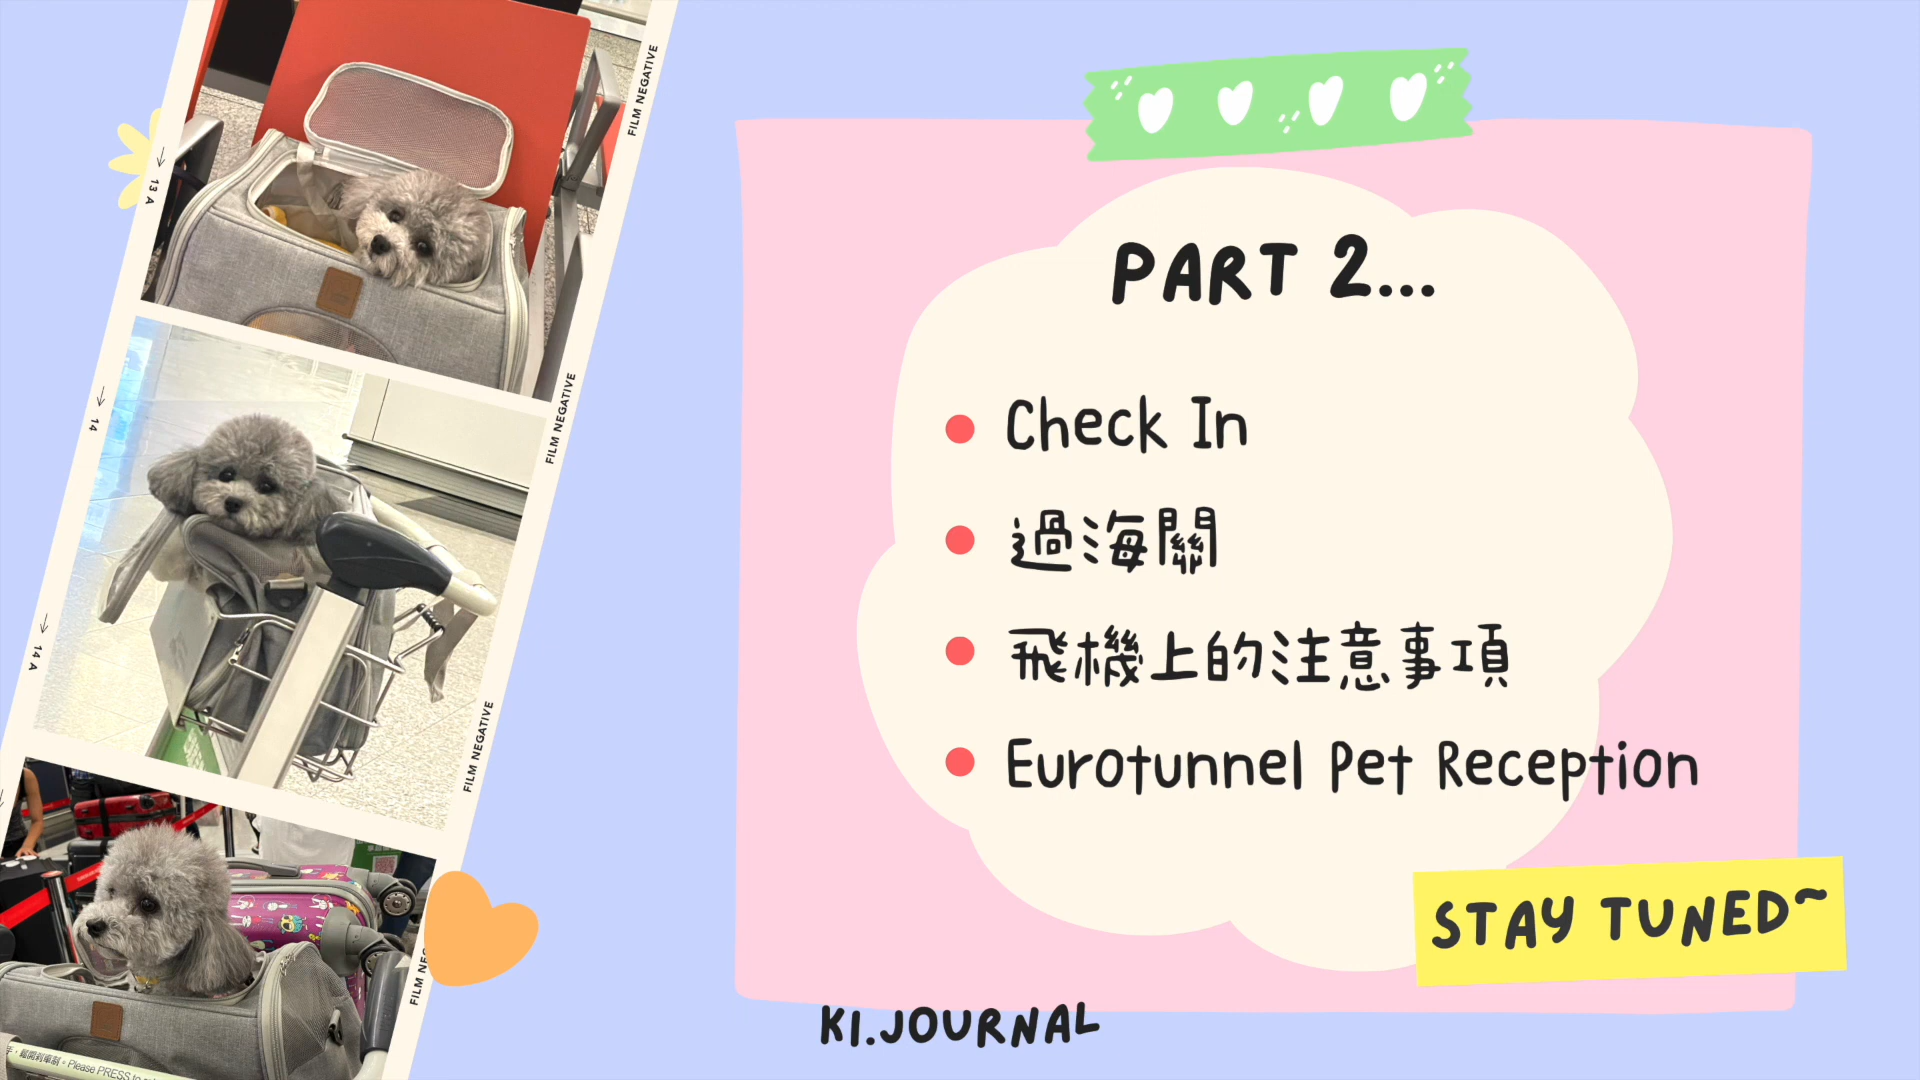 PART 2...
Check In
過海關
飛機上的注意事項
Eurotunnel Pet Reception
STAY TUNED~
KI.JOURNAL
FILM NEGATIVE
→ 13 A
FILM NEGATIVE
→ 14
FILM NEGATIVE
→ 14 A
Please PRESS to